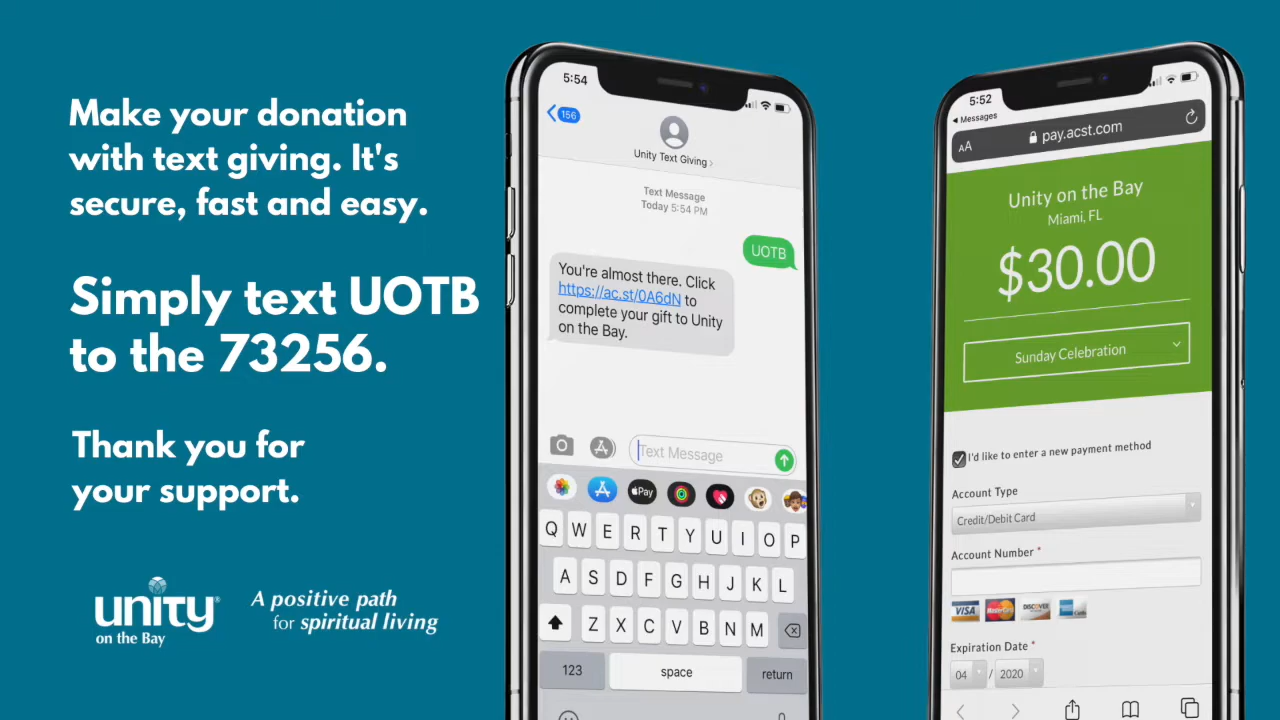 Make your donation
with text giving. It's
secure, fast and easy.
Simply text UOTB
to the 73256.
Thank you for
your support.
unity®
on the Bay
A positive path
for spiritual living
5:54
156
Unity Text Giving >
Text Message
Today 5:54 PM
UOTB
You're almost there. Click
https://ac.st/0A6dN to
complete your gift to Unity
on the Bay.
Text Message
Pay
Q W E R T Y U I O P
A S D F G H J K L
Z X C V B N M
123 space return
5:52
Messages
AA pay.acst.com
Unity on the Bay
Miami, FL
$30.00
Sunday Celebration
I'd like to enter a new payment method
Account Type
Credit/Debit Card
Account Number *
VISA MasterCard DISCOVER
Expiration Date *
04 / 2020